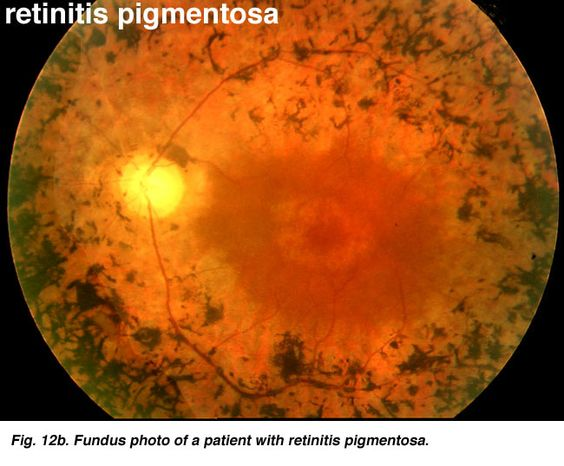 retinitis pigmentosa
Fig. 12b. Fundus photo of a patient with retinitis pigmentosa.